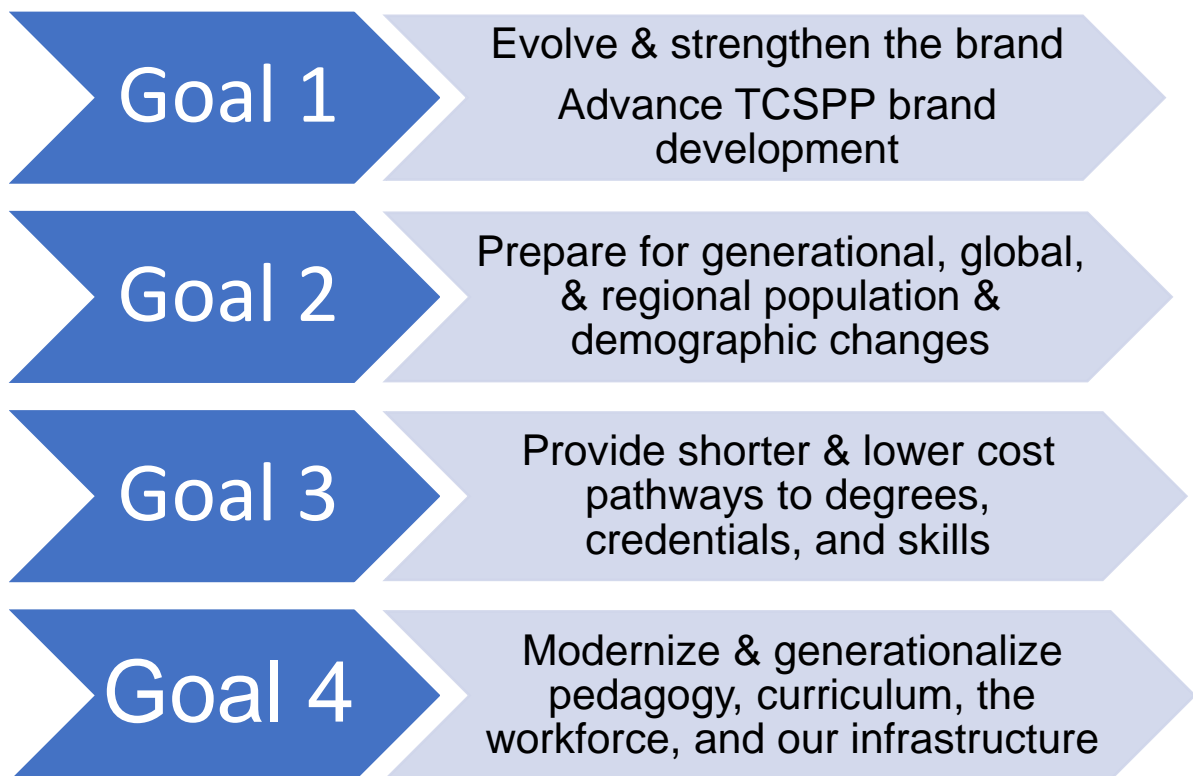 Goal 1
Evolve & strengthen the brand
Advance TCSPP brand
development
Goal 2
Prepare for generational, global,
& regional population &
demographic changes
Goal 3
Provide shorter & lower cost
pathways to degrees,
credentials, and skills
Goal 4
Modernize & generationalize
pedagogy, curriculum, the
workforce, and our infrastructure